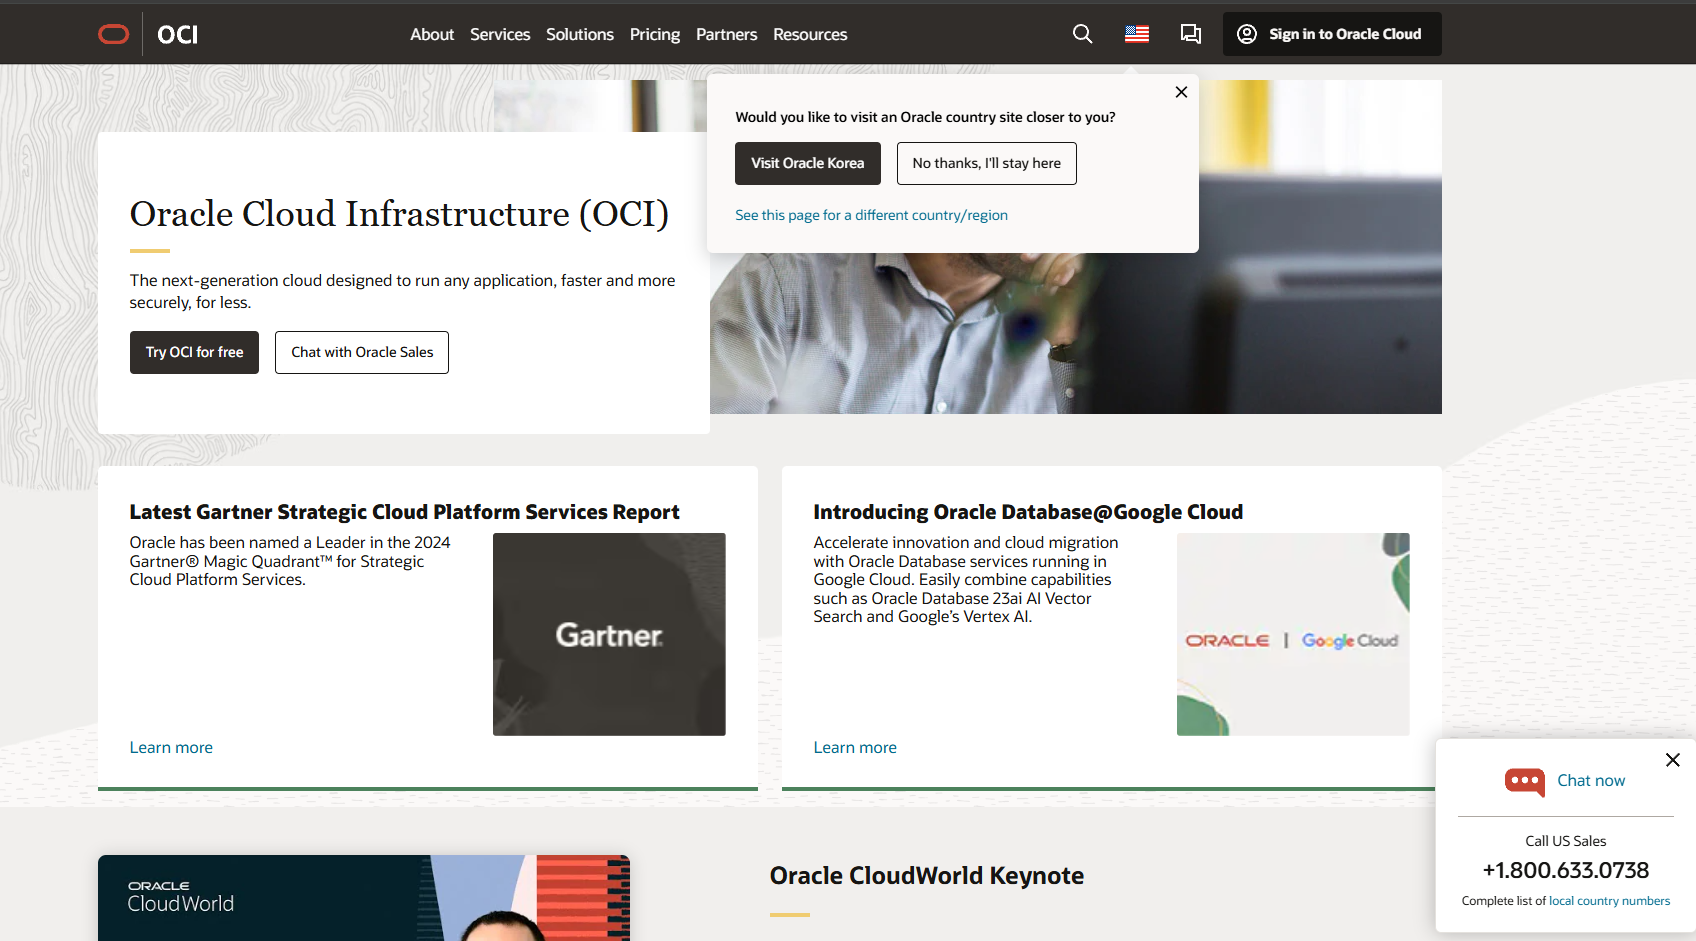 OCI
About Services Solutions Pricing Partners Resources
Sign in to Oracle Cloud
Would you like to visit an Oracle country site closer to you?
Visit Oracle Korea
No thanks, I'll stay here
See this page for a different country/region
Oracle Cloud Infrastructure (OCI)
The next-generation cloud designed to run any application, faster and more
securely, for less.
Try OCI for free
Chat with Oracle Sales
Latest Gartner Strategic Cloud Platform Services Report
Oracle has been named a Leader in the 2024
Gartner® Magic Quadrant™ for Strategic
Cloud Platform Services.
Gartner
Learn more
Introducing Oracle Database@Google Cloud
Accelerate innovation and cloud migration
with Oracle Database services running in
Google Cloud. Easily combine capabilities
such as Oracle Database 23ai AI Vector
Search and Google’s Vertex AI.
ORACLE | Google Cloud
Learn more
Chat now
Call US Sales
+1.800.633.0738
Complete list of local country numbers
ORACLE
CloudWorld
Oracle CloudWorld Keynote